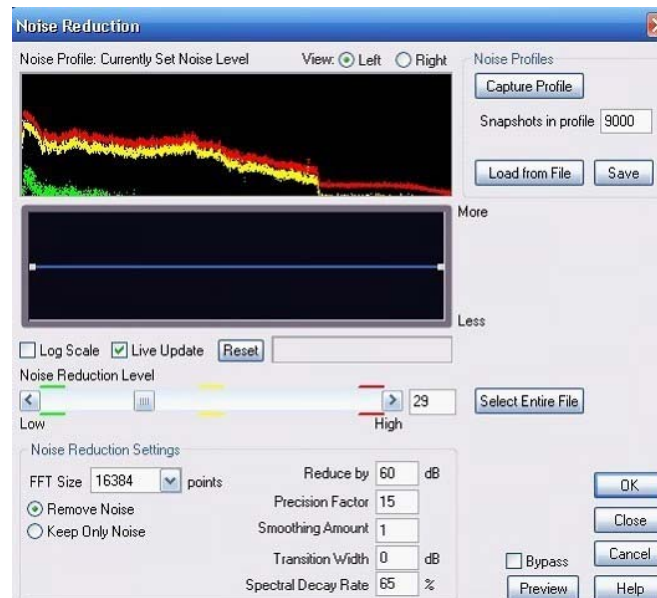 Noise Reduction
Noise Profile: Currently Set Noise Level View: Left Right
Noise Profiles
Capture Profile
Snapshots in profile 9000
Load from File Save
More
Less
Log Scale Live Update Reset
Noise Reduction Level
29 Select Entire File
Low High
Noise Reduction Settings
FFT Size 16384 points
Remove Noise
Keep Only Noise
Reduce by 60 dB
Precision Factor 15
Smoothing Amount 1
Transition Width 0 dB
Spectral Decay Rate 65 %
OK
Close
Bypass Cancel
Preview Help